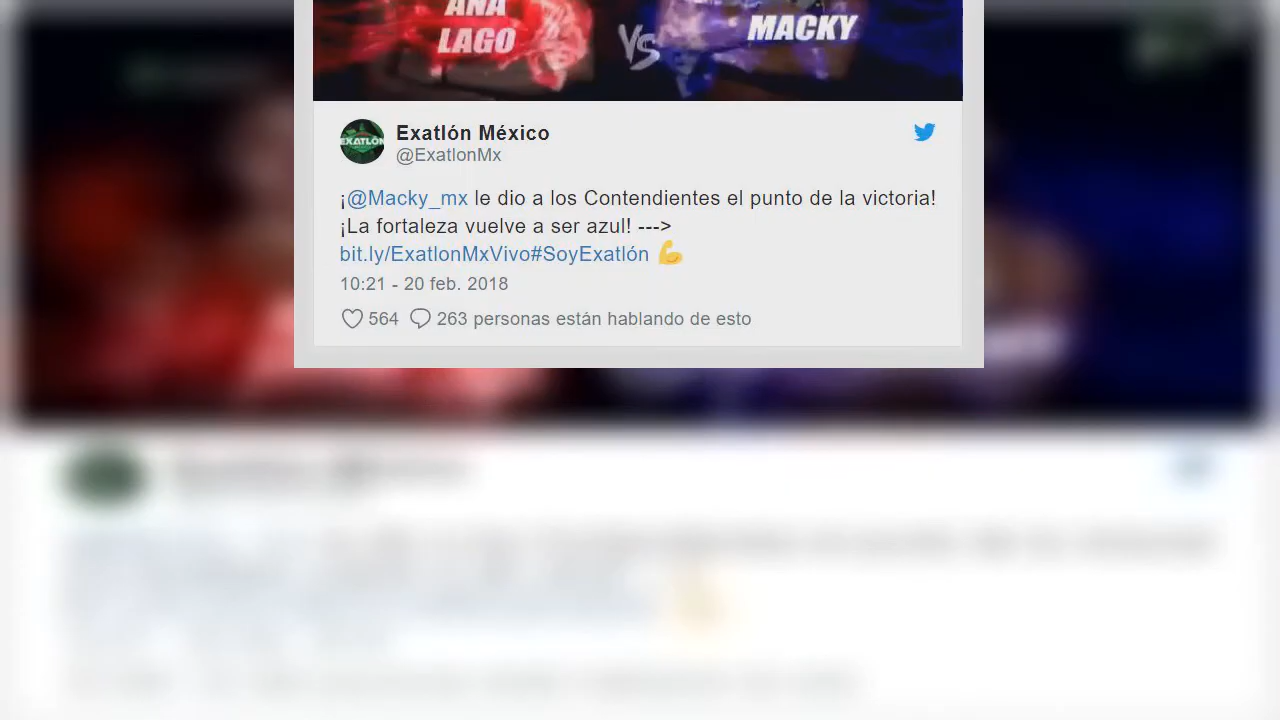 ANA
LAGO
VS
MACKY
EXATLÓN
Exatlón México
@ExatlonMx
¡@Macky_mx le dio a los Contendientes el punto de la victoria!
¡La fortaleza vuelve a ser azul! --->
bit.ly/ExatlonMxVivo#SoyExatlón 💪
10:21 - 20 feb. 2018
564 263 personas están hablando de esto